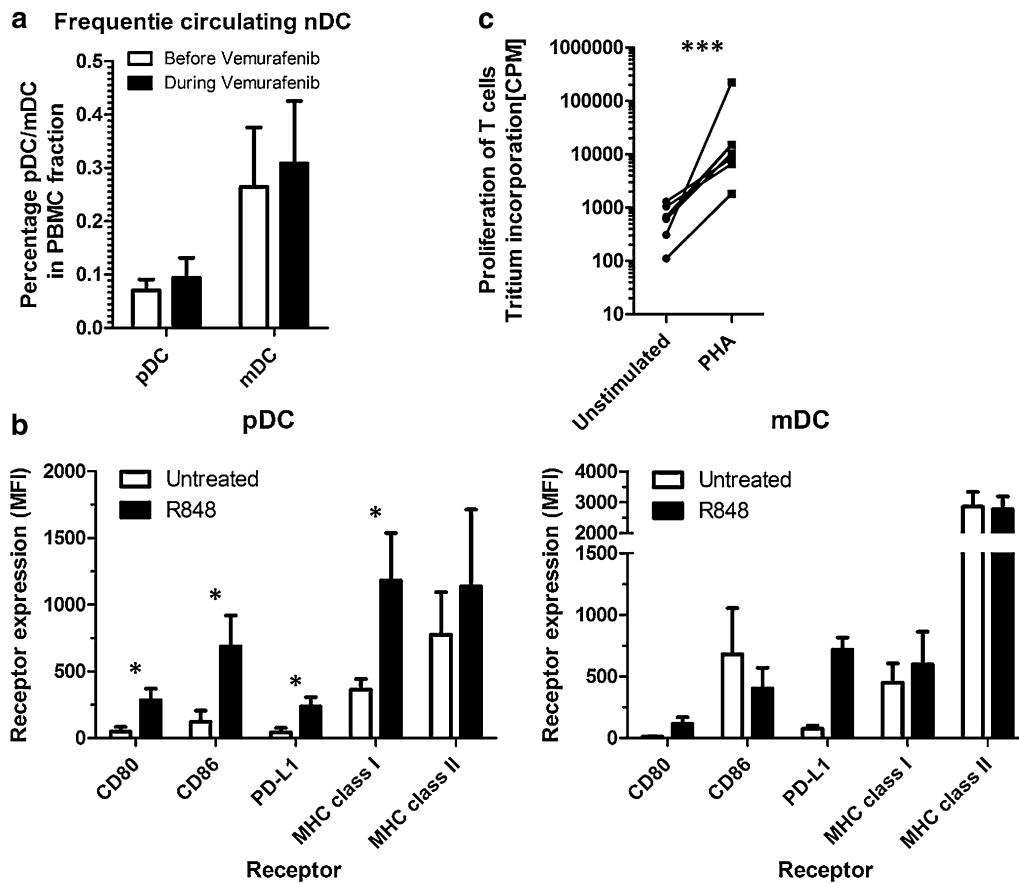 a
Frequentie circulating nDC
Percentage pDC/mDC
in PBMC fraction
Before Vemurafenib
During Vemurafenib
0.5
0.4
0.3
0.2
0.1
0.0
pDC
mDC
c
Proliferation of T cells
Tritium incorporation[CPM]
***
1000000
100000
10000
1000
100
10
Unstimulated
PHA
b
pDC
Receptor expression (MFI)
Untreated
R848
2000
1500
1000
500
0
*
*
*
*
CD80
CD86
PD-L1
MHC class I
MHC class II
Receptor
mDC
Receptor expression (MFI)
Untreated
R848
4000
3000
2000
1500
1000
500
0
CD80
CD86
PD-L1
MHC class I
MHC class II
Receptor